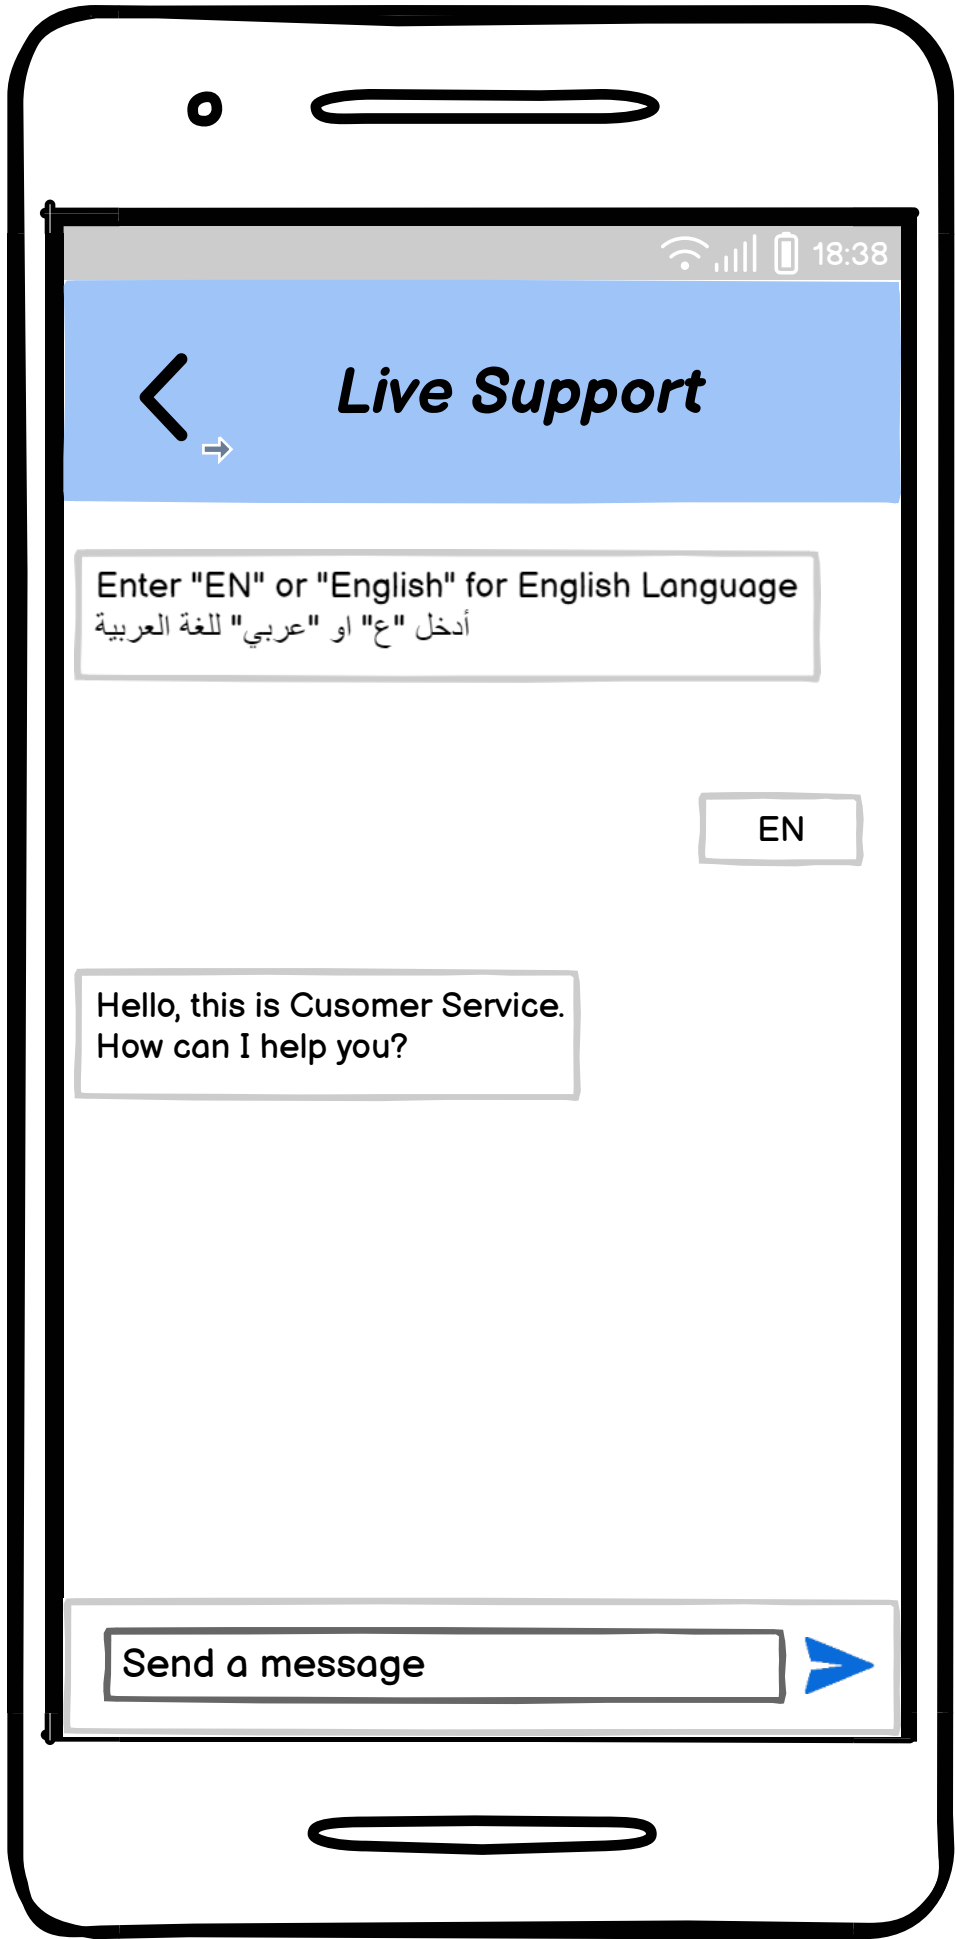 18:38
Live Support
Enter "EN" or "English" for English Language
أدخل "ع" او "عربي" للغة العربية
EN
Hello, this is Cusomer Service.
How can I help you?
Send a message